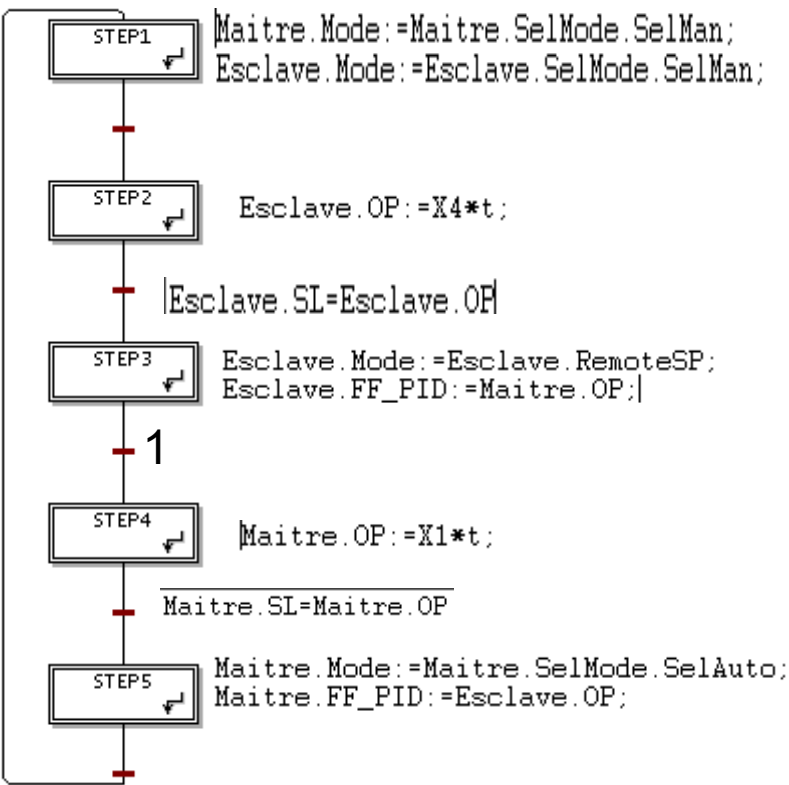 STEP1
Maitre.Mode:=Maitre.SelMode.SelMan;
Esclave.Mode:=Esclave.SelMode.SelMan;
STEP2
Esclave.OP:=X4*t;
Esclave.SL=Esclave.OP
STEP3
Esclave.Mode:=Esclave.RemoteSP;
Esclave.FF_PID:=Maitre.OP;
1
STEP4
Maitre.OP:=X1*t;
Maitre.SL=Maitre.OP
STEP5
Maitre.Mode:=Maitre.SelMode.SelAuto;
Maitre.FF_PID:=Esclave.OP;